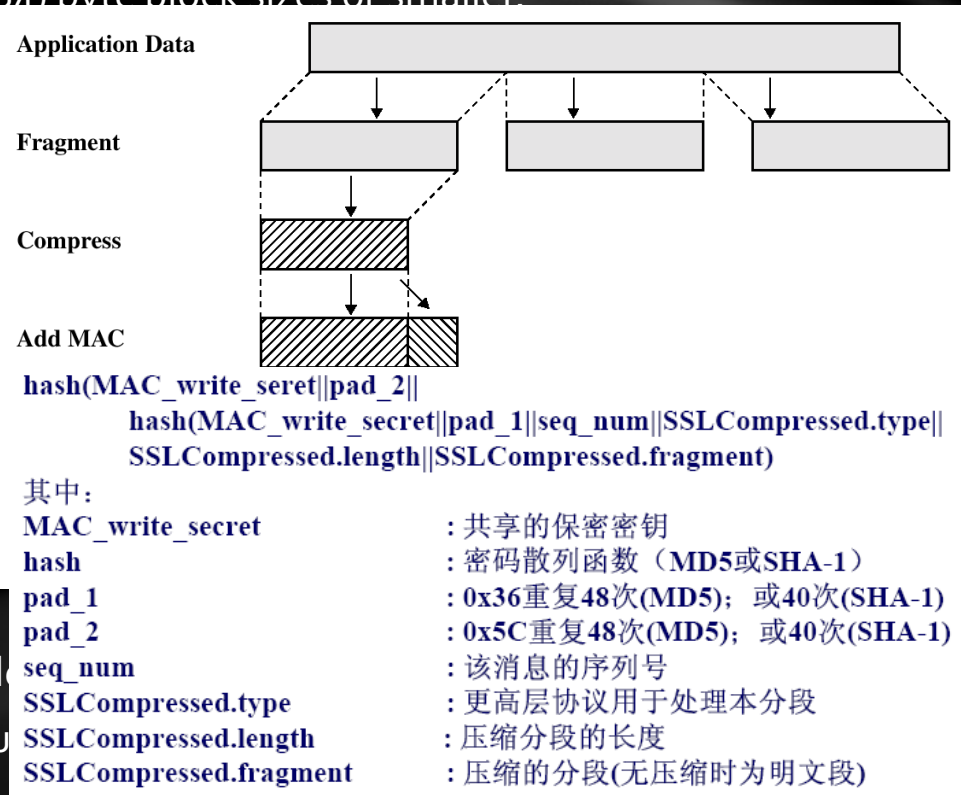 byte block sizes or smaller.
Application Data
Fragment
Compress
Add MAC
hash(MAC_write_seret||pad_2||
hash(MAC_write_secret||pad_1||seq_num||SSLCompressed.type||
SSLCompressed.length||SSLCompressed.fragment)
其中:
MAC_write_secret : 共享的保密密钥
hash : 密码散列函数（MD5或SHA-1）
pad_1 : 0x36重复48次(MD5); 或40次(SHA-1)
pad_2 : 0x5C重复48次(MD5); 或40次(SHA-1)
seq_num : 该消息的序列号
SSLCompressed.type : 更高层协议用于处理本分段
SSLCompressed.length : 压缩分段的长度
SSLCompressed.fragment : 压缩的分段(无压缩时为明文段)